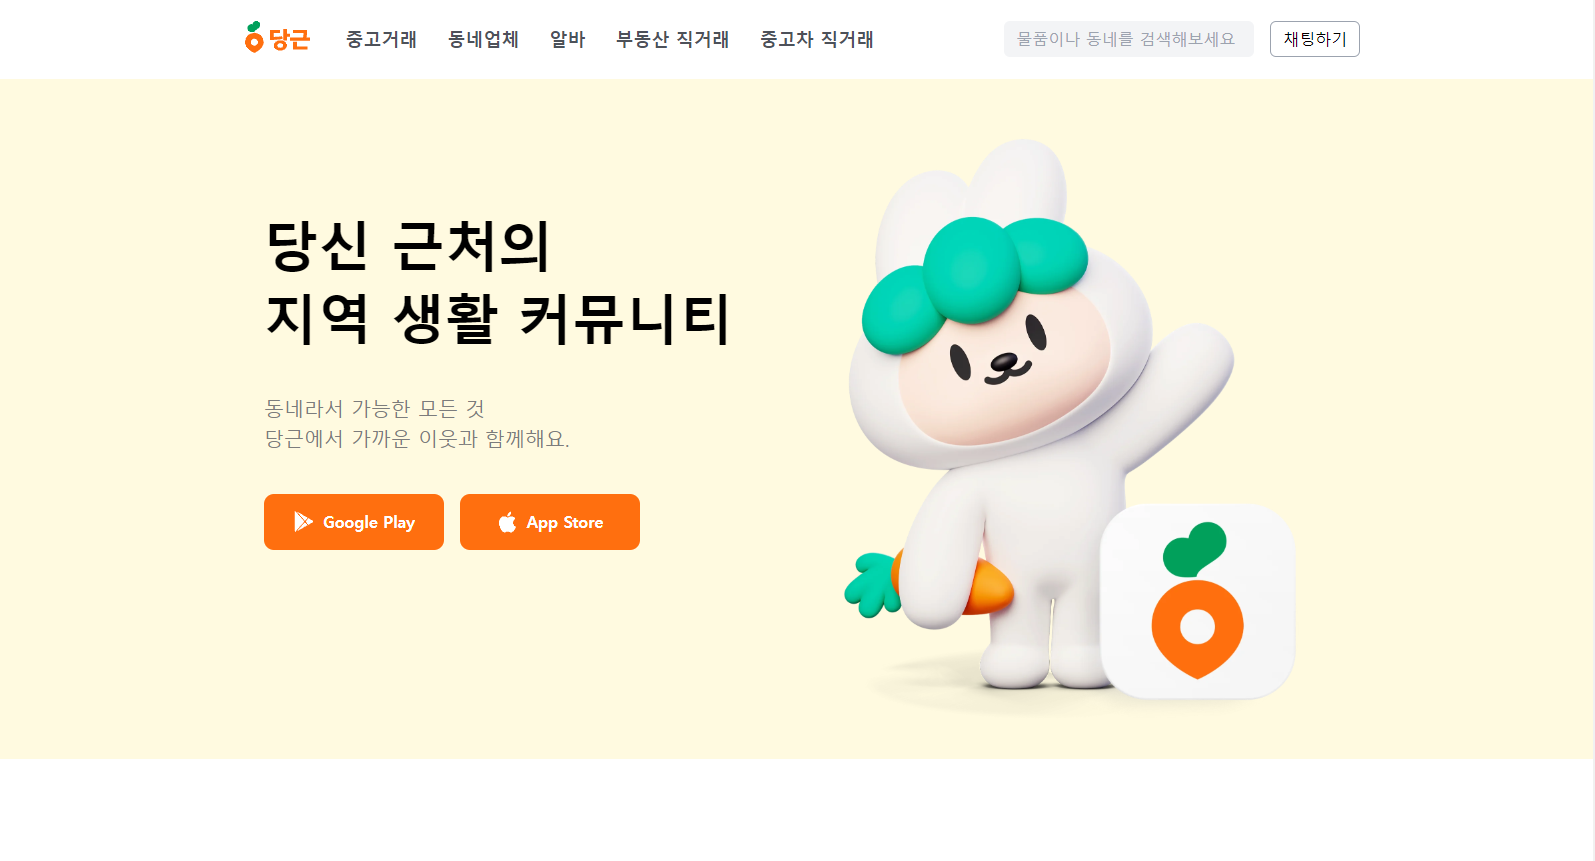 당근 중고거래 동네업체 알바 부동산 직거래 중고차 직거래 물품이나 동네를 검색해보세요 채팅하기
당신 근처의
지역 생활 커뮤니티
동네라서 가능한 모든 것
당근에서 가까운 이웃과 함께해요.
Google Play App Store